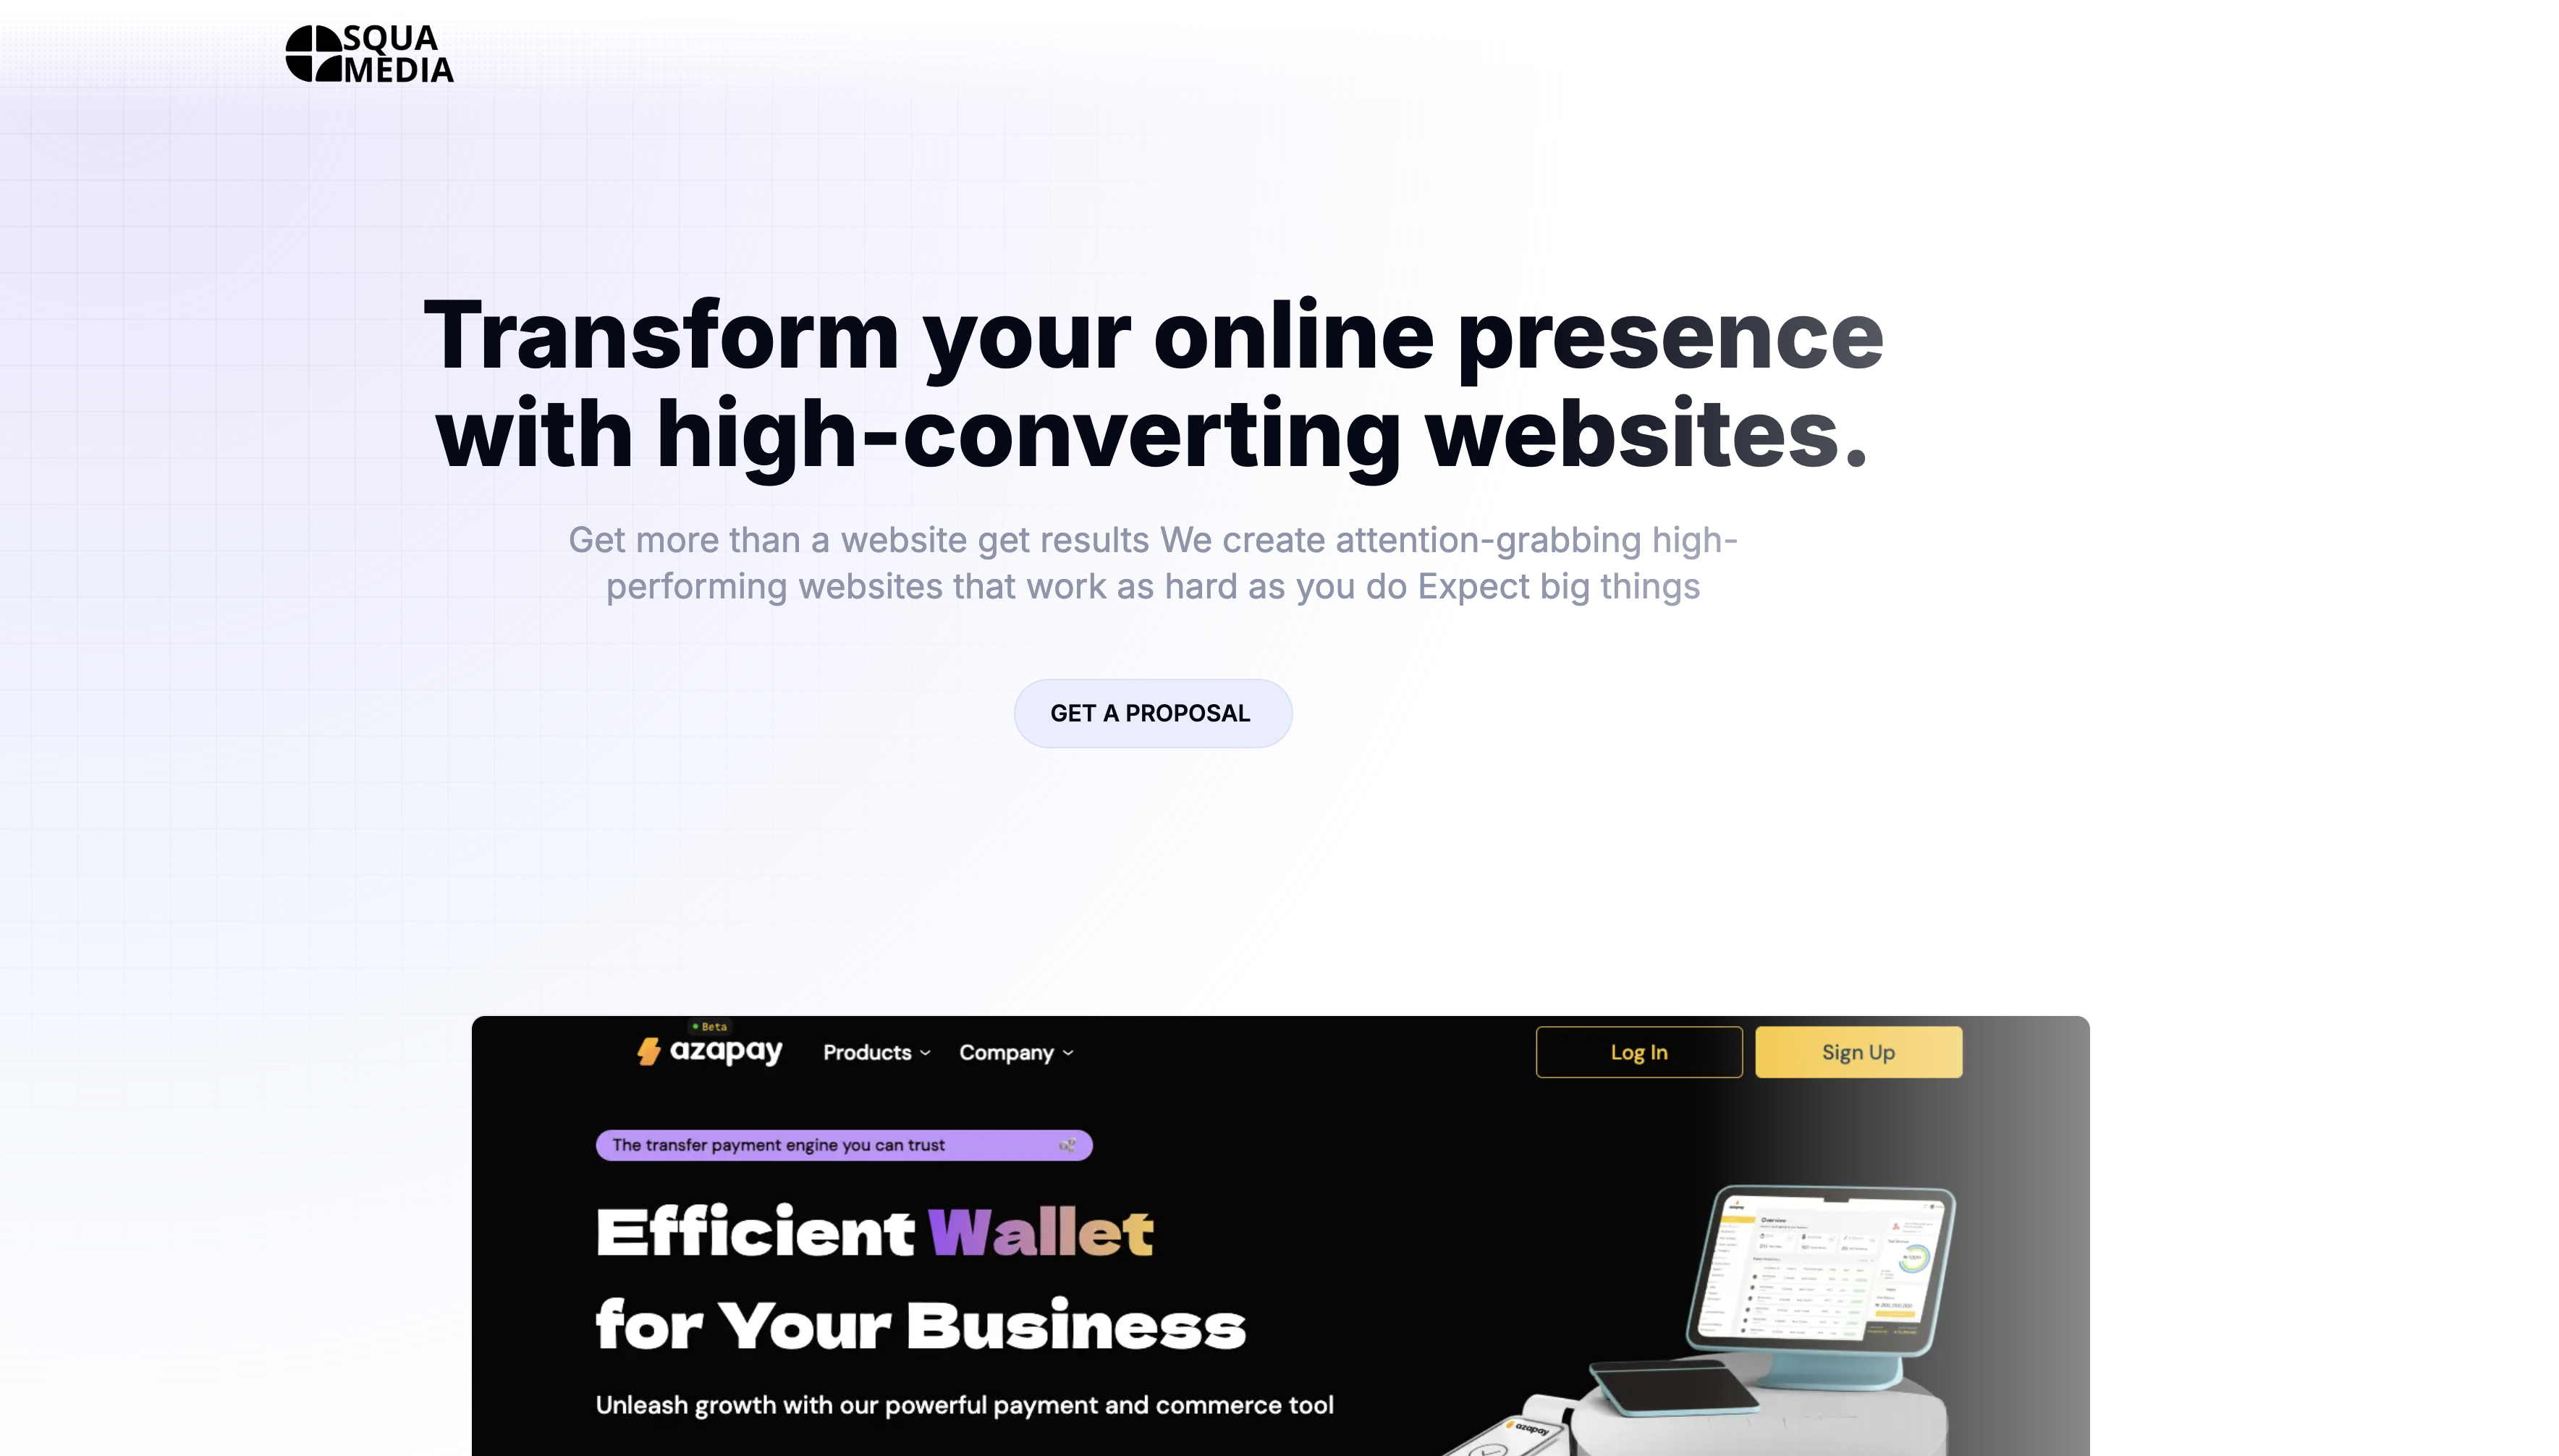 SQUA
MEDIA
Transform your online presence
with high-converting websites.
Get more than a website get results We create attention-grabbing high-
performing websites that work as hard as you do Expect big things
GET A PROPOSAL
Beta
azapay
Products
Company
Log In
Sign Up
The transfer payment engine you can trust
Efficient Wallet
for Your Business
Unleash growth with our powerful payment and commerce tool
Overview
azapay